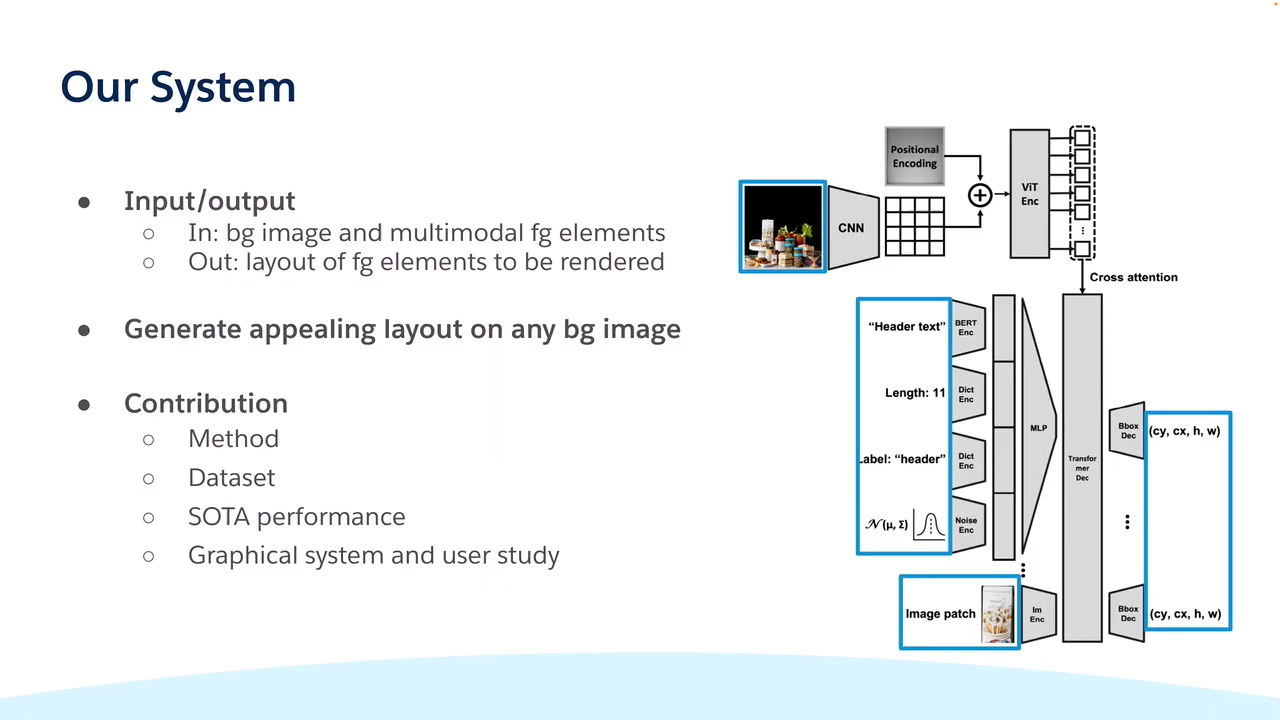 Our System
● Input/output
○ In: bg image and multimodal fg elements
○ Out: layout of fg elements to be rendered
● Generate appealing layout on any bg image
● Contribution
○ Method
○ Dataset
○ SOTA performance
○ Graphical system and user study
Positional
Encoding
CNN
ViT
Enc
Cross attention
“Header text”
BERT
Enc
Length: 11
Dict
Enc
Label: “header”
Dict
Enc
𝒩(μ, Σ)
Noise
Enc
MLP
Transfor
mer
Dec
Bbox
Dec
(cy, cx, h, w)
Image patch
Im
Enc
Bbox
Dec
(cy, cx, h, w)